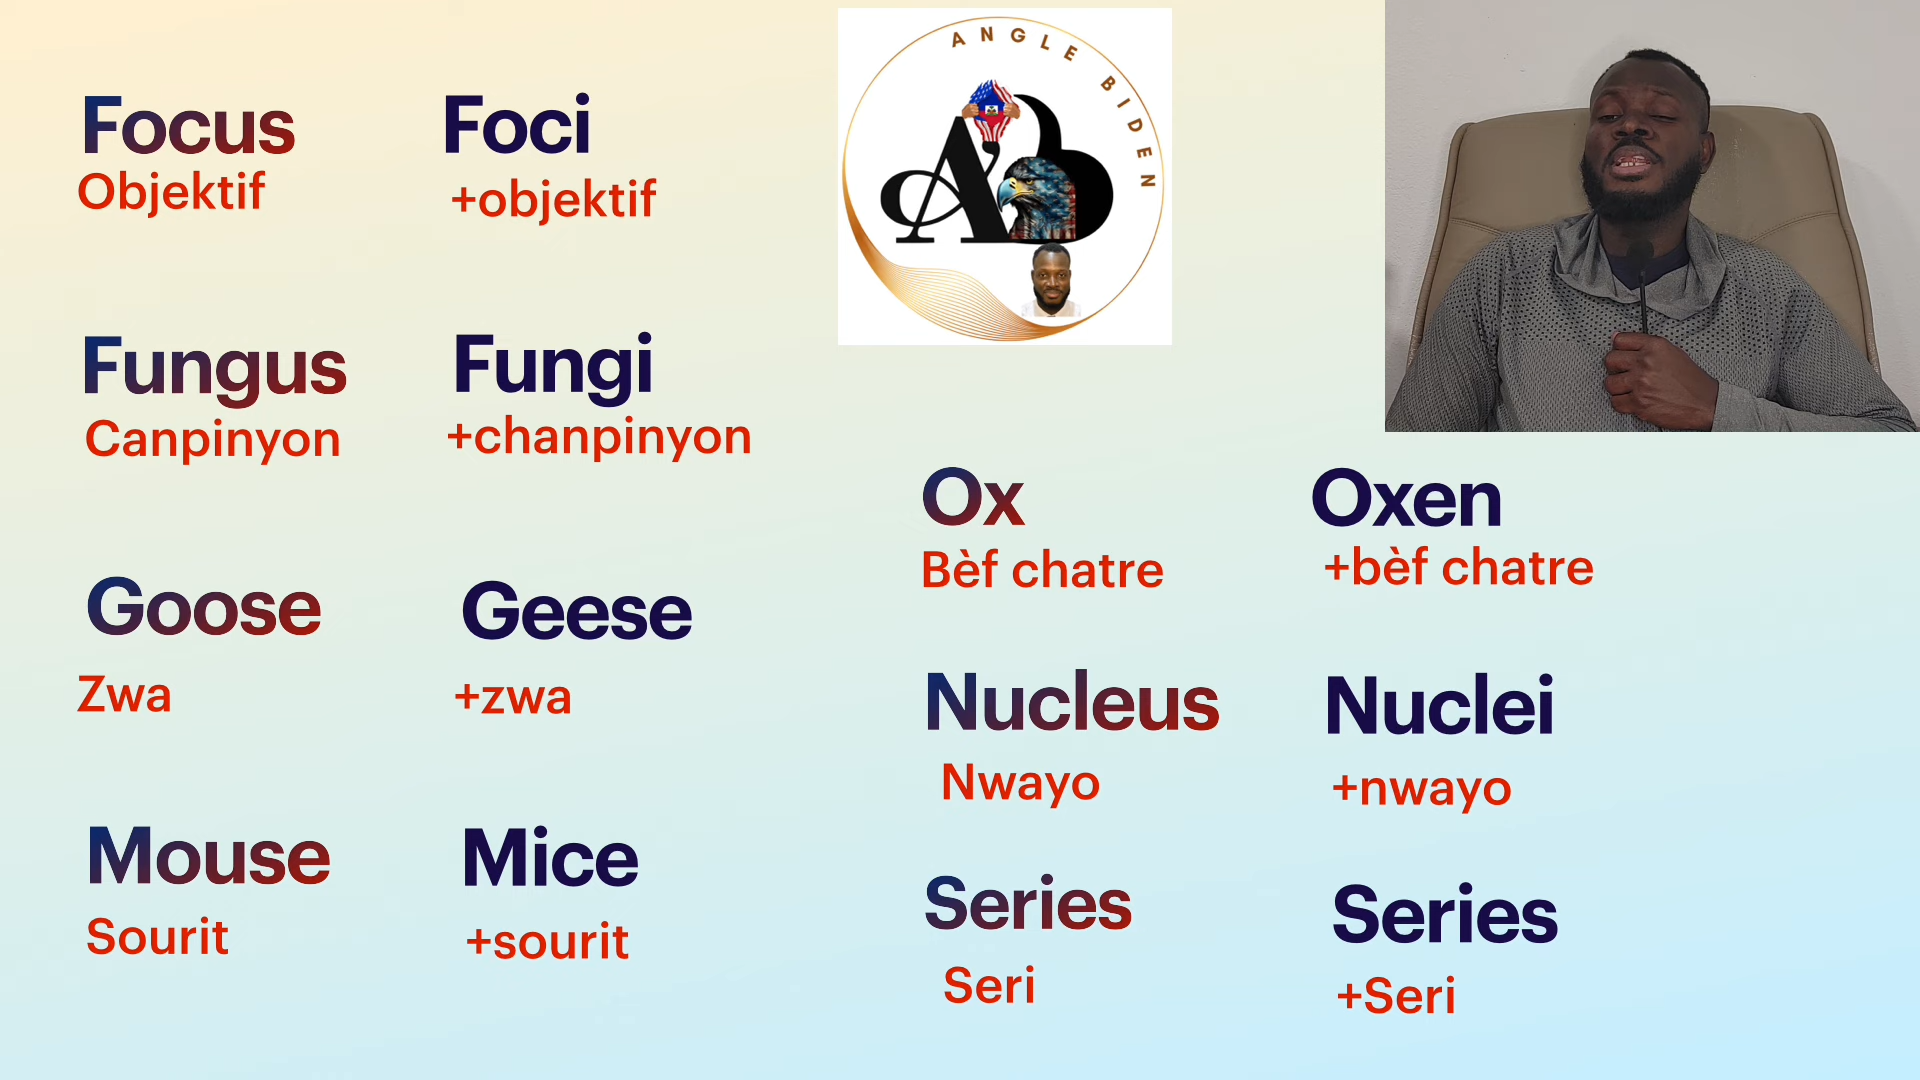 ANGLE BIDEN
AB
Focus Foci
Objektif +objektif
Fungus Fungi
Canpinyon +chanpinyon
Goose Geese
Zwa +zwa
Mouse Mice
Sourit +sourit
Ox Oxen
Bèf chatre +bèf chatre
Nucleus Nuclei
Nwayo +nwayo
Series Series
Seri +Seri